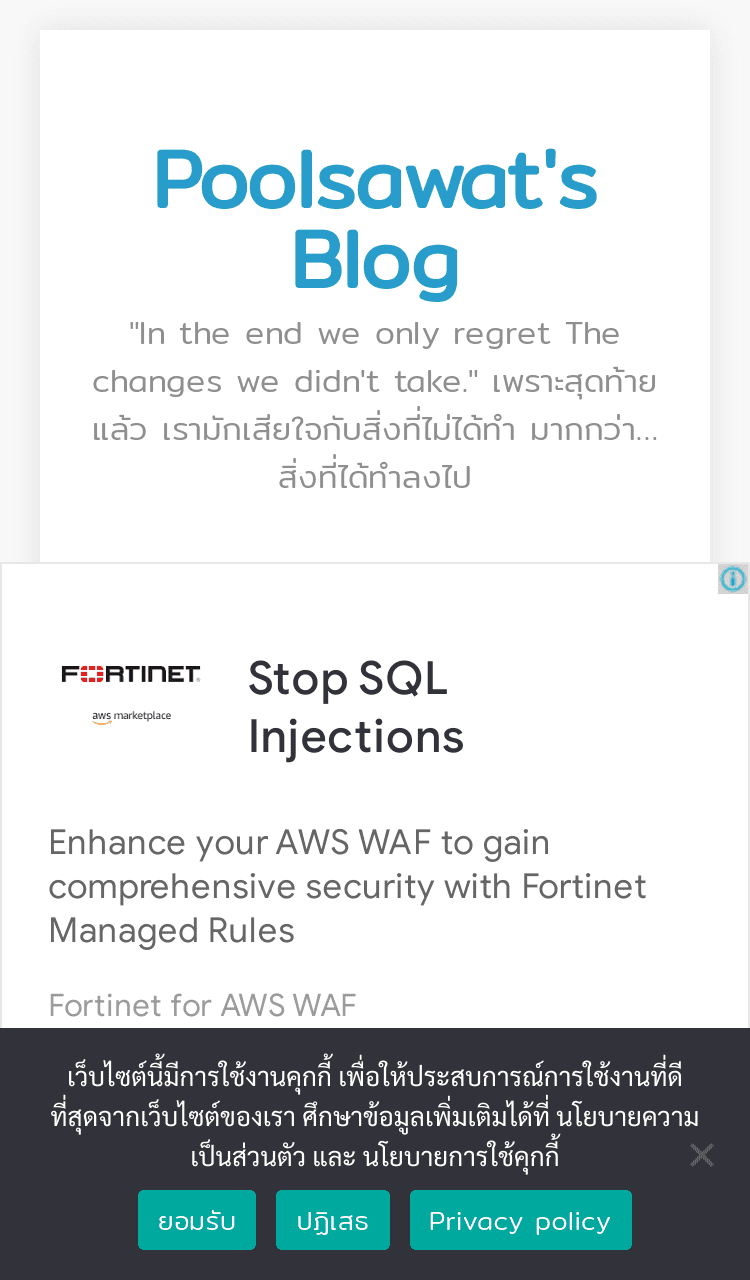 Poolsawat's
Blog
"In the end we only regret The
changes we didn't take." เพราะสุดท้าย
แล้ว เรามักเสียใจกับสิ่งที่ไม่ได้ทำ มากกว่า...
สิ่งที่ได้ทำลงไป
FORTINET
aws marketplace
Stop SQL
Injections
Enhance your AWS WAF to gain
comprehensive security with Fortinet
Managed Rules
Fortinet for AWS WAF
เว็บไซต์นี้มีการใช้งานคุกกี้ เพื่อให้ประสบการณ์การใช้งานที่ดี
ที่สุดจากเว็บไซต์ของเรา ศึกษาข้อมูลเพิ่มเติมได้ที่ นโยบายความ
เป็นส่วนตัว และ นโยบายการใช้คุกกี้
ยอมรับ ปฏิเสธ Privacy policy